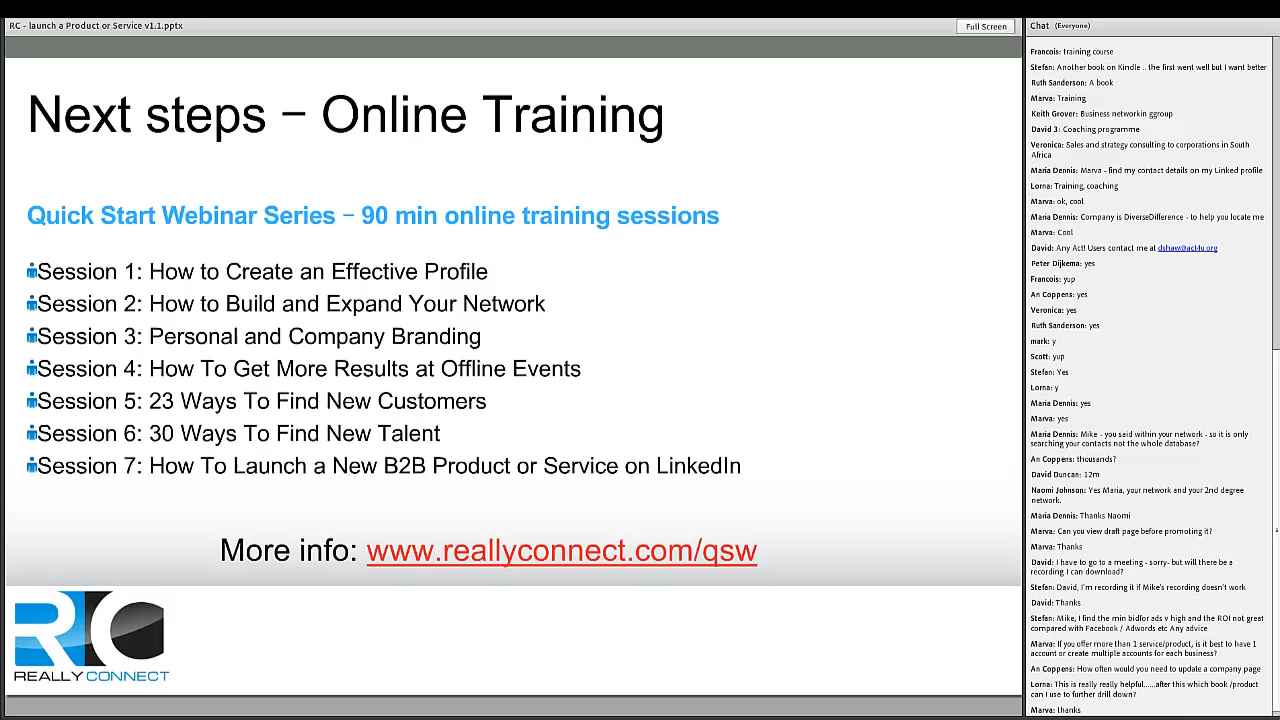 RC - launch a Product or Service v1.1.pptx
Full Screen
Next steps – Online Training
Quick Start Webinar Series – 90 min online training sessions
Session 1: How to Create an Effective Profile
Session 2: How to Build and Expand Your Network
Session 3: Personal and Company Branding
Session 4: How To Get More Results at Offline Events
Session 5: 23 Ways To Find New Customers
Session 6: 30 Ways To Find New Talent
Session 7: How To Launch a New B2B Product or Service on LinkedIn
More info: www.reallyconnect.com/qsw
RC
REALLYCONNECT
Chat (Everyone)
Francois: training course
Stefan: Another book on Kindle .. the first went well but I want better
Ruth Sanderson: A book
Marva: Training
Keith Grover: Business networkin ggroup
David 3: Coaching programme
Veronica: Sales and strategy consulting to corporations in South
Africa
Maria Dennis: Marva - find my contact details on my Linked profile
Lorna: Training, coaching
Marva: ok, cool
Maria Dennis: Company is DiverseDifference - to help you locate me
Marva: Cool
David: Any Act! Users contact me at dshaw@act4u.org
Peter Dijkema: yes
Francois: yup
An Coppens: yes
Veronica: yes
Ruth Sanderson: yes
mark: y
Scott: yup
Stefan: Yes
Lorna: y
Maria Dennis: yes
Marva: yes
Maria Dennis: Mike - you said within your network - so it is only
searching your contacts not the whole database?
An Coppens: thousands?
David Duncan: 12m
Naomi Johnson: Yes Maria, your network and your 2nd degree
network.
Maria Dennis: Thanks Naomi
Marva: Can you view draft page before promoting it?
Marva: Thanks
David: I have to go to a meeting - sorry- but will there be a
recording I can download?
Stefan: David, I'm recording it if Mike's recording doesn't work
David: Thanks
Stefan: Mike, I find the min bidfor ads v high and the ROI not great
compared with Facebook / Adwords etc Any advice
Marva: If you offer more than 1 service/product, is it best to have 1
account or create multiple accounts for each business?
An Coppens: How often would you need to update a company page
Lorna: This is really really helpful......after this which book /product
can I use to further drill down?
Marva: thanks